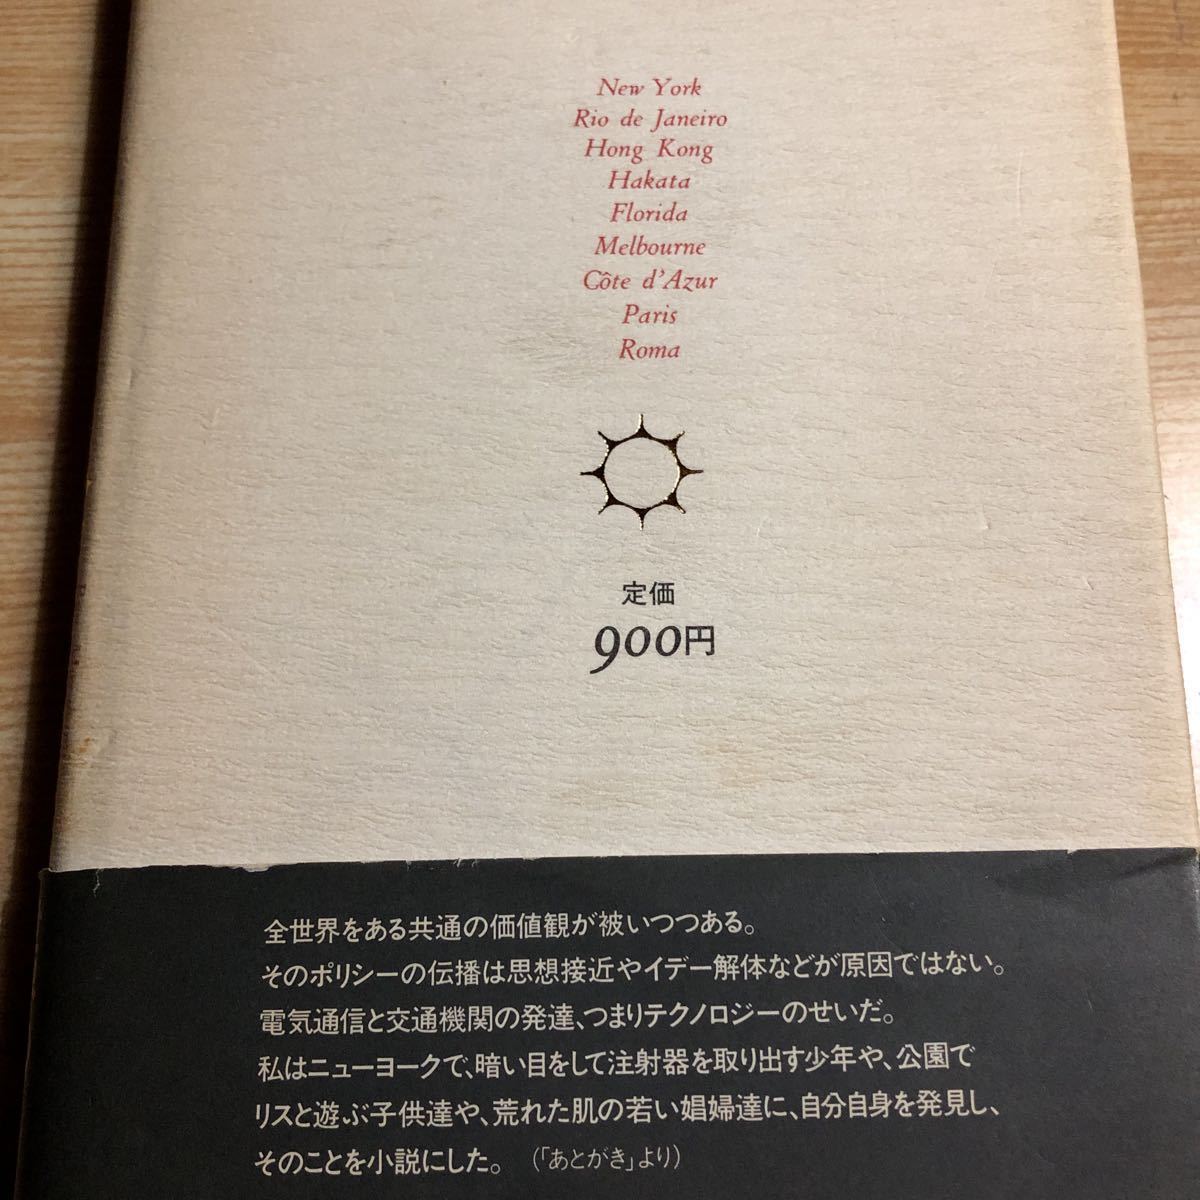 New York
Rio de Janeiro
Hong Kong
Hakata
Florida
Melbourne
Côte d'Azur
Paris
Roma
定価
900円
全世界をある共通の価値観が被いつつある。
そのポリシーの伝播は思想接近やイデー解体などが原因ではない。
電気通信と交通機関の発達、つまりテクノロジーのせいだ。
私はニューヨークで、暗い目をして注射器を取り出す少年や、公園で
リスと遊ぶ子供達や、荒れた肌の若い娼婦達に、自分自身を発見し、
そのことを小説にした。（「あとがき」より）